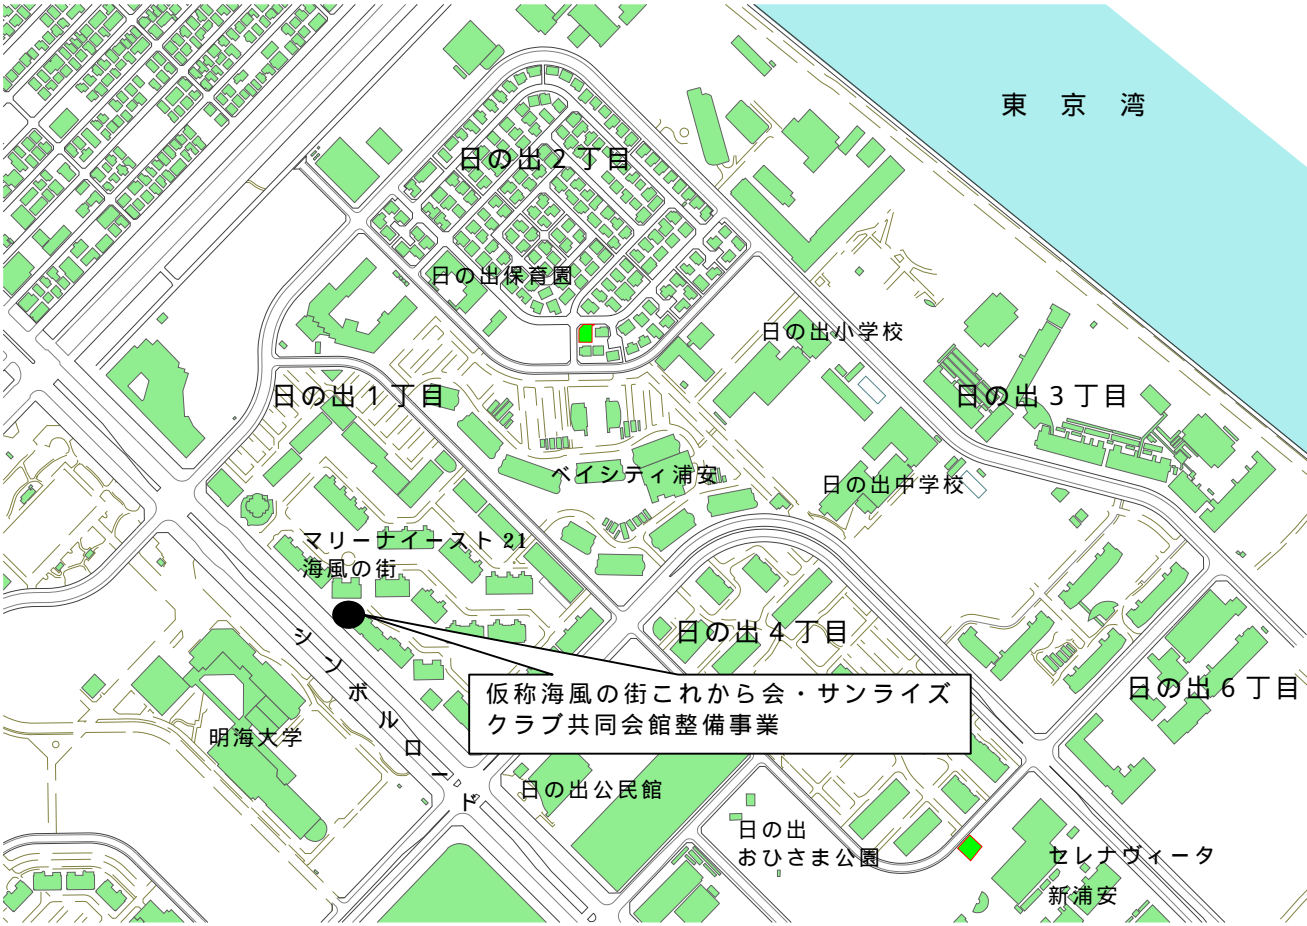 東京湾
日の出2丁目
日の出保育園
日の出小学校
日の出1丁目
日の出3丁目
ベイシティ浦安
日の出中学校
マリーナイースト21
海風の街
シンボルロード
日の出4丁目
仮称海風の街これから会・サンライズ
クラブ共同会館整備事業
日の出6丁目
明海大学
日の出公民館
日の出
おひさま公園
セレナヴィータ
新浦安